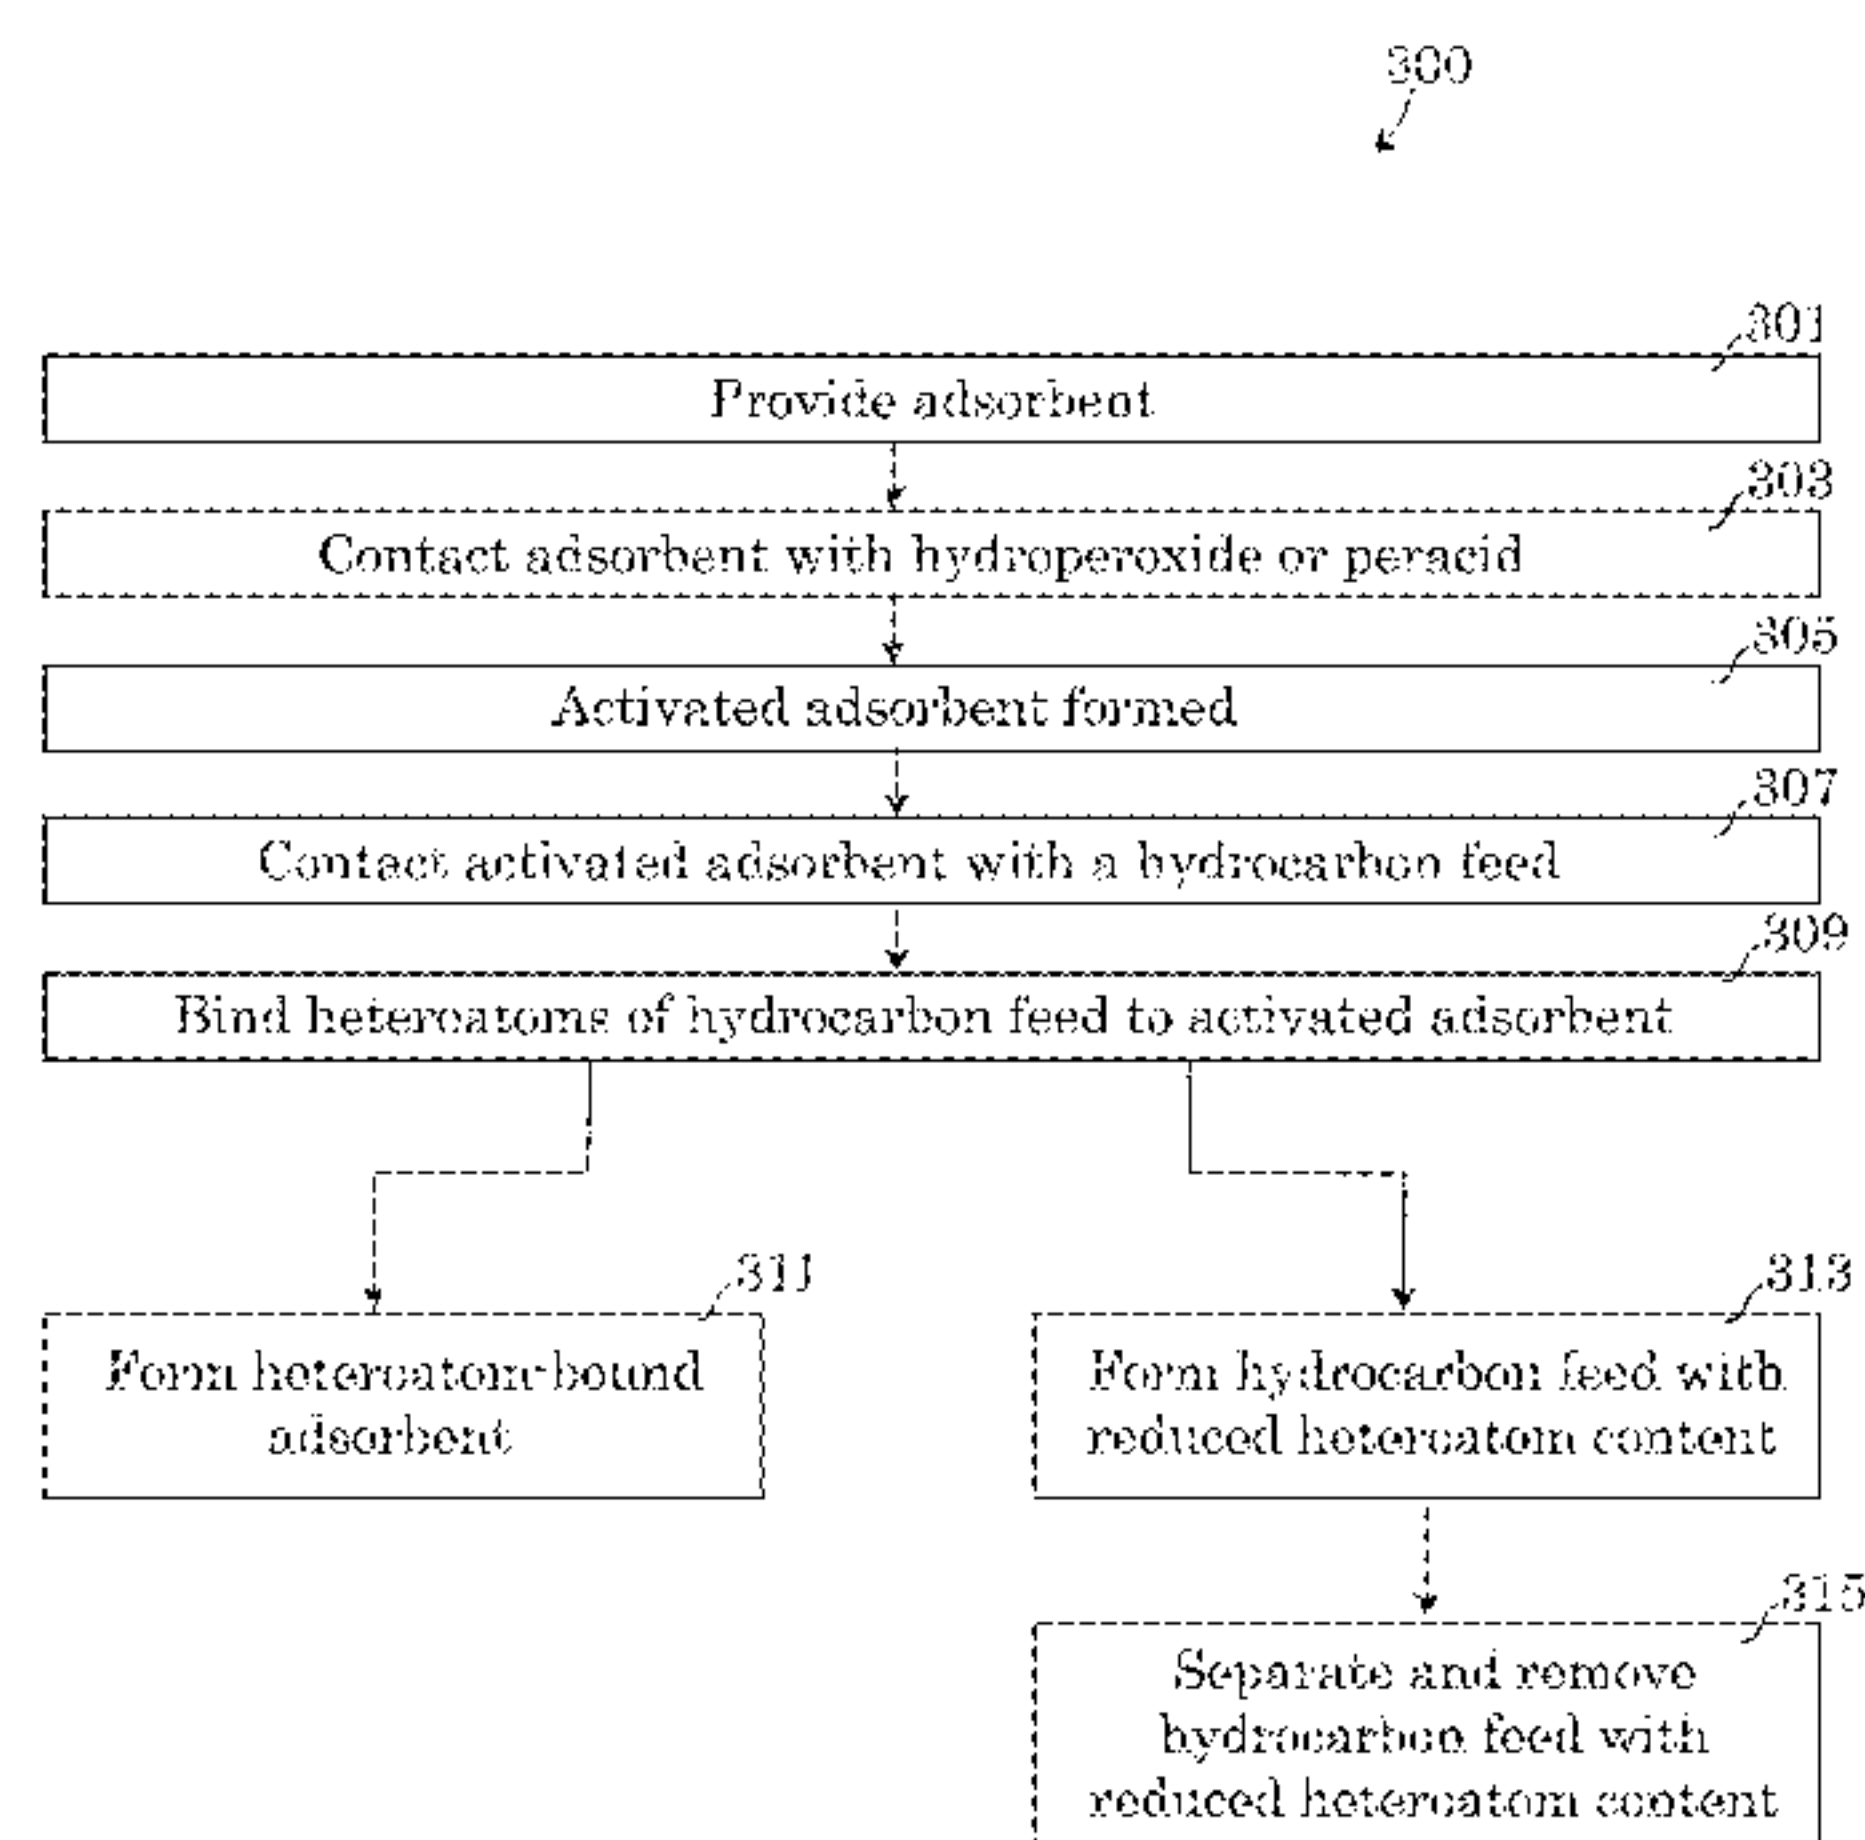 300
301
Provide adsorbent
303
Contact adsorbent with hydroperoxide or peracid
305
Activated adsorbent formed
307
Contact activated adsorbent with a hydrocarbon feed
309
Bind heteroatoms of hydrocarbon feed to activated adsorbent
311
Form heteroatom-bound
adsorbent
313
Form hydrocarbon feed with
reduced heteroatom content
315
Separate and remove
hydrocarbon feed with
reduced heteroatom content